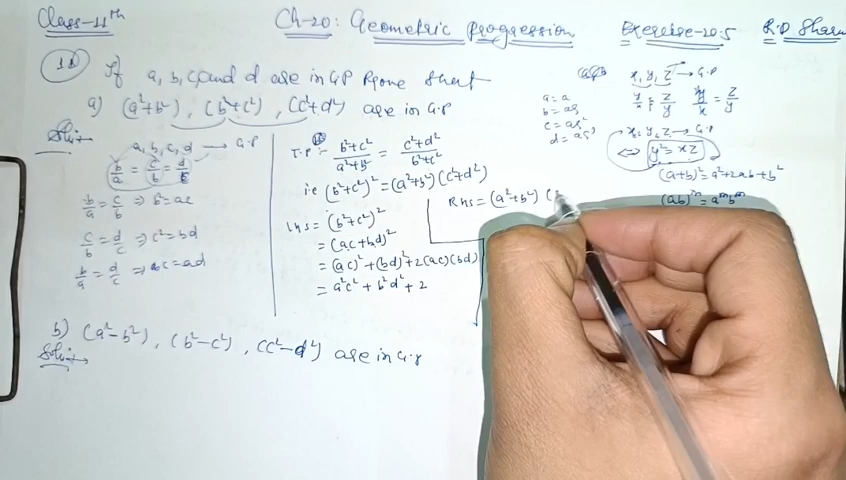 Class-11th Ch-20: Geometric progression Exercise-20.5 R.D Sharm
11 If a, b, c, and d are in G.P Prove that
a) (a²+b²), (b²+c²), (c²+d²) are in G.P
Soln:-
a, b, c, d → G.P
b/a = c/b = d/c
b/a = c/b ⇒ b² = ac
c/b = d/c ⇒ c² = bd
b/a = d/c ⇒ bc = ad
T.P:- (b²+c²)/(a²+b²) = (c²+d²)/(b²+c²)
i.e (b²+c²)² = (a²+b²)(c²+d²)
LHS = (b²+c²)²
= (ac+bd)²
= (ac)²+(bd)²+2(ac)(bd)
= a²c² + b²d² + 2
RHS = (a²+b²) (
a = a
b = ar
c = ar²
d = ar³
x, y, z → G.P
y/x = z/y
y/x = z/y
x, y, z → G.P
⇔ y² = xz
(a+b)² = a²+2ab+b²
(ab)ᵐ = aᵐbᵐ
b) (a²-b²), (b²-c²), (c²-d²) are in G.P
Soln:-